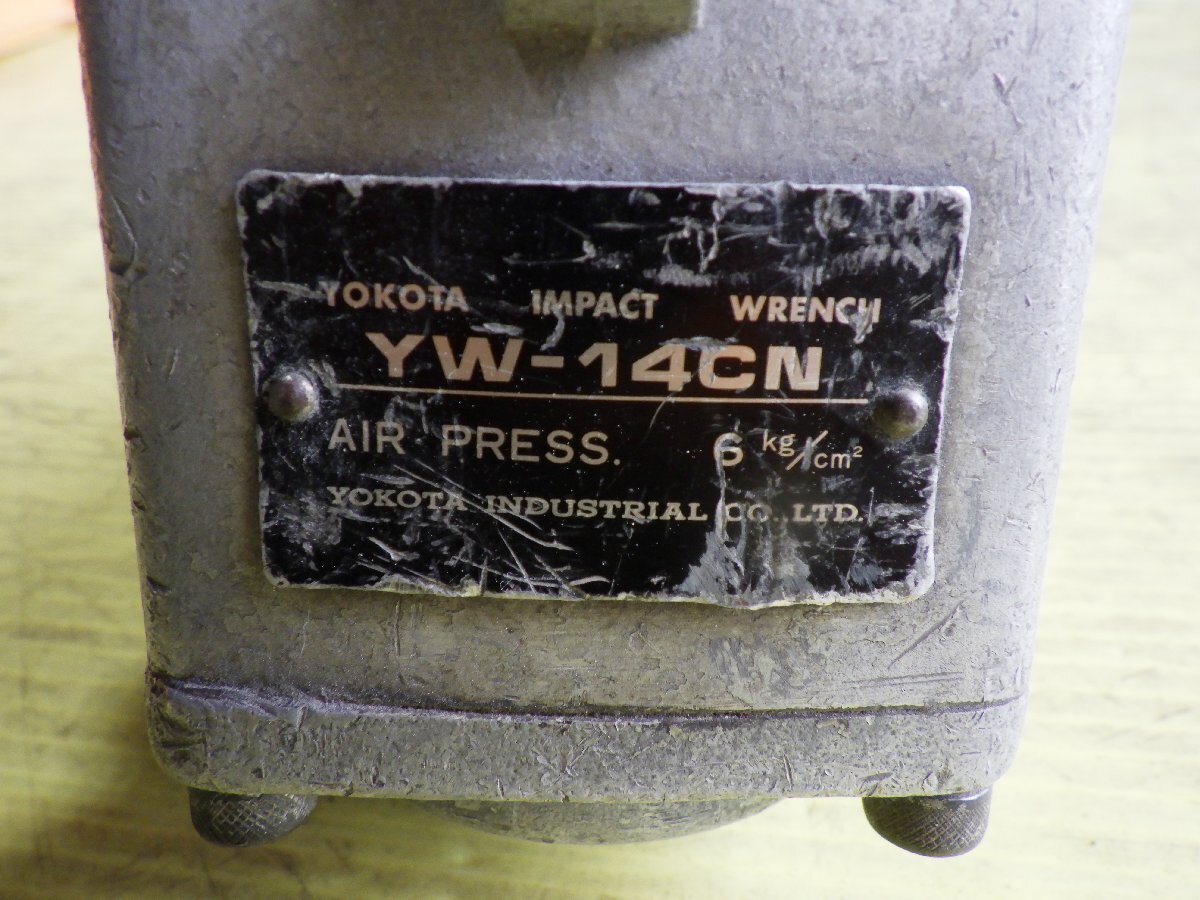 YOKOTA IMPACT WRENCH
YW-14CN
AIR PRESS. 6 kg/cm²
YOKOTA INDUSTRIAL CO., LTD.